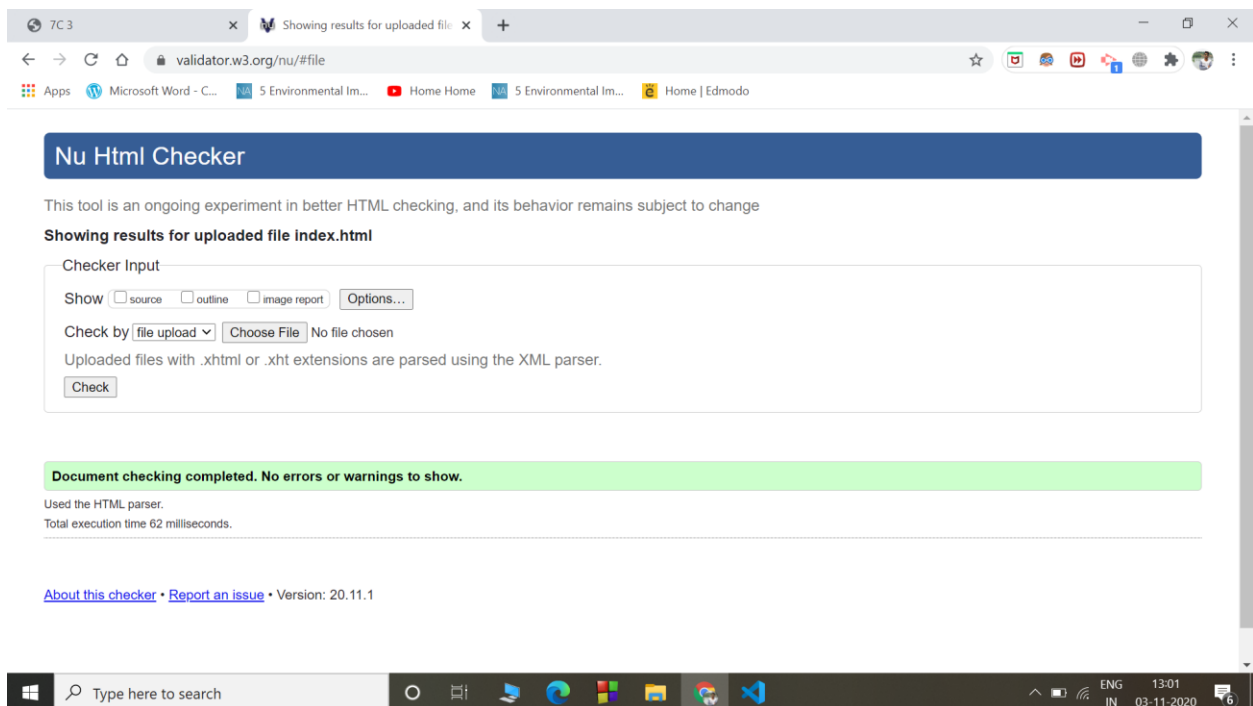 7C 3
Showing results for uploaded file
validator.w3.org/nu/#file
1
Apps Microsoft Word - C... NA 5 Environmental Im... Home Home NA 5 Environmental Im... ë Home | Edmodo
Nu Html Checker
This tool is an ongoing experiment in better HTML checking, and its behavior remains subject to change
Showing results for uploaded file index.html
Checker Input
Show source outline image report Options...
Check by file upload Choose File No file chosen
Uploaded files with .xhtml or .xht extensions are parsed using the XML parser.
Check
Document checking completed. No errors or warnings to show.
Used the HTML parser.
Total execution time 62 milliseconds.
About this checker • Report an issue • Version: 20.11.1
Type here to search
ENG 13:01
IN 03-11-2020 6